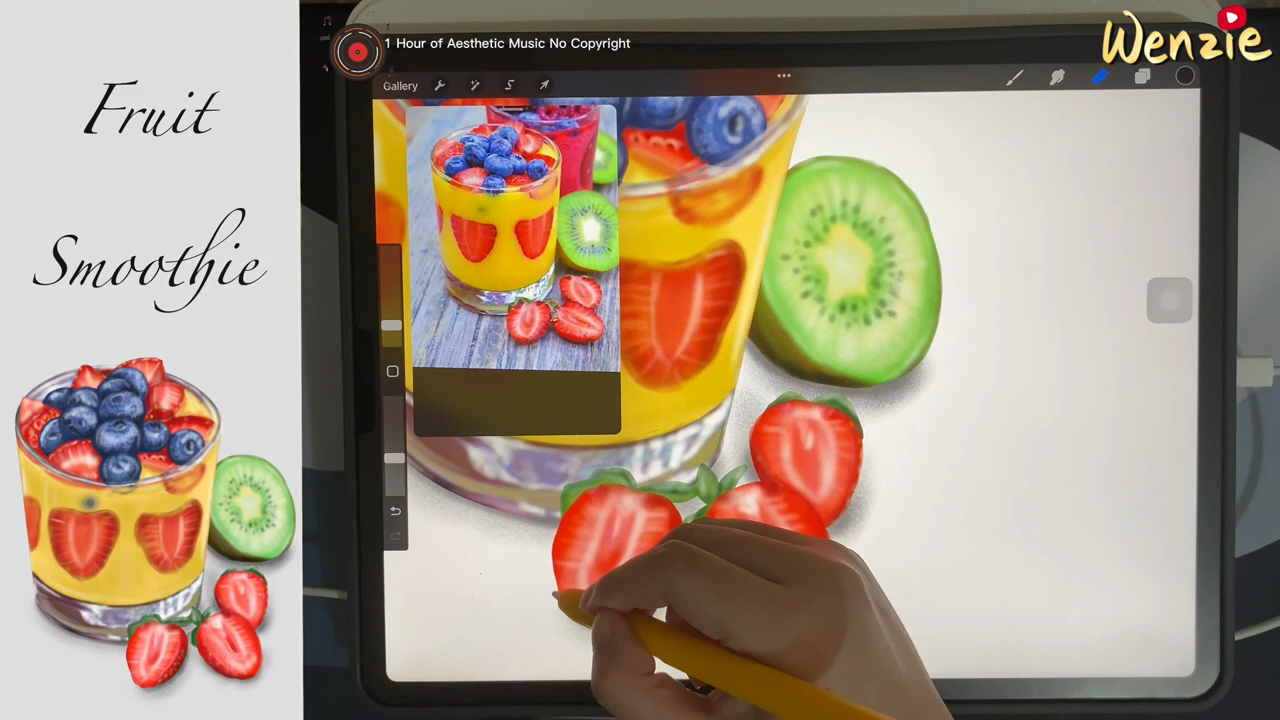 Fruit
Smoothie
1 Hour of Aesthetic Music No Copyright
Wenzie
Gallery